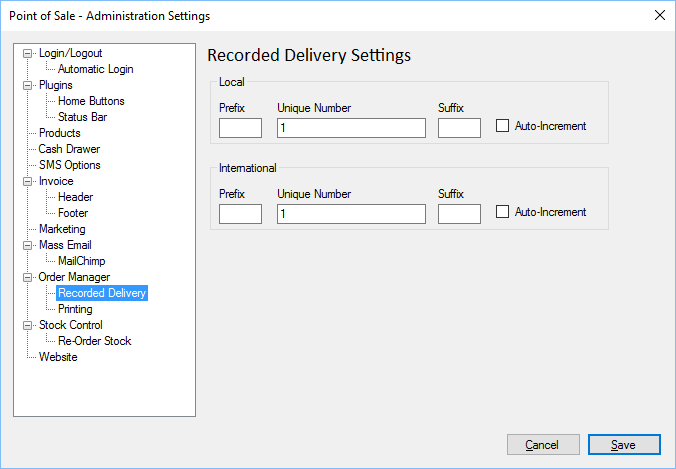 Point of Sale - Administration Settings
Login/Logout
Automatic Login
Plugins
Home Buttons
Status Bar
Products
Cash Drawer
SMS Options
Invoice
Header
Footer
Marketing
Mass Email
MailChimp
Order Manager
Recorded Delivery
Printing
Stock Control
Re-Order Stock
Website
Recorded Delivery Settings
Local
Prefix Unique Number Suffix
1 Auto-Increment
International
Prefix Unique Number Suffix
1 Auto-Increment
Cancel Save